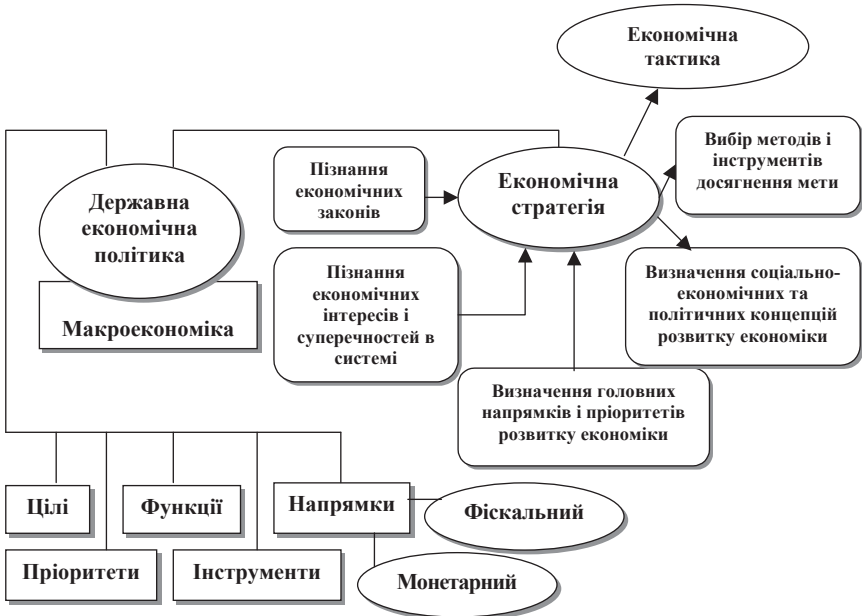 Економічна
тактика
Вибір методів і
інструментів
досягнення мети
Пізнання
економічних
законів
Економічна
стратегія
Державна
економічна
політика
Макроекономіка
Пізнання
економічних
інтересів і
суперечностей в
системі
Визначення соціально-
економічних та
політичних концепцій
розвитку економіки
Визначення головних
напрямків і пріоритетів
розвитку економіки
Цілі
Функції
Напрямки
Фіскальний
Пріоритети
Інструменти
Монетарний